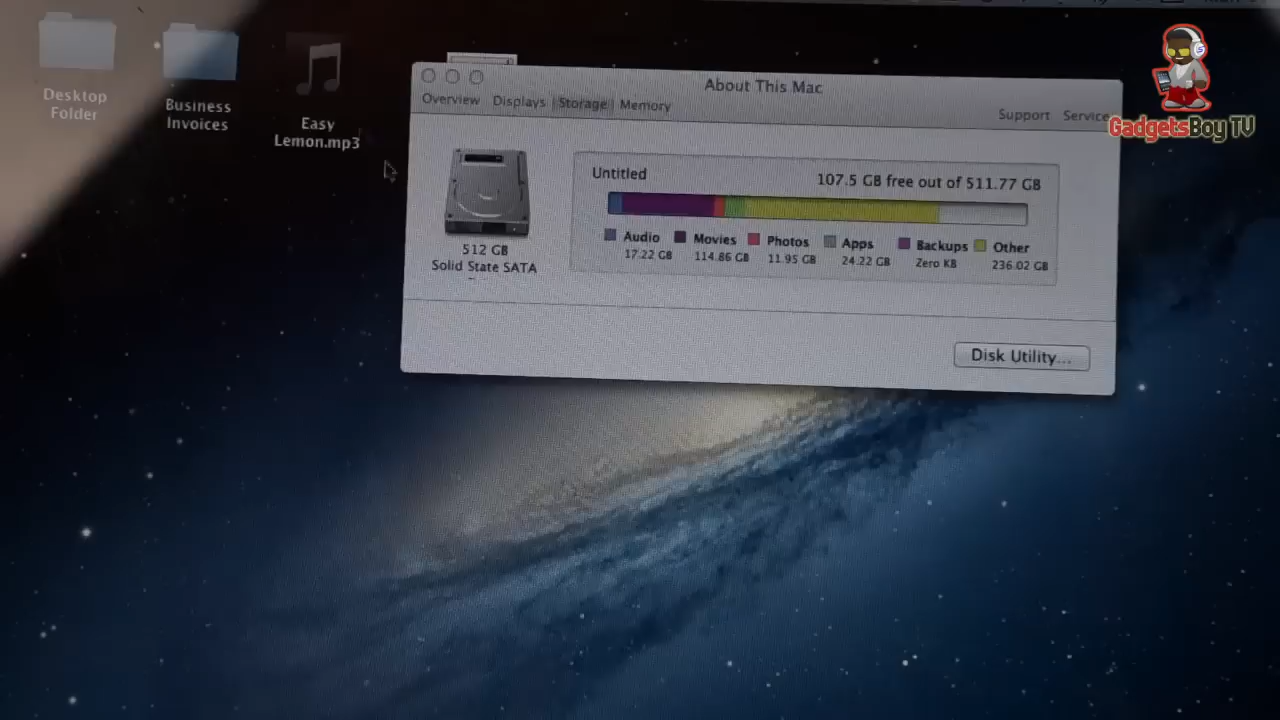 GadgetsBoy TV
Desktop
Folder
Business
Invoices
Easy
Lemon.mp3
About This Mac
Overview
Displays
Storage
Memory
Support
Service
Untitled
107.5 GB free out of 511.77 GB
Audio
17.22 GB
Movies
114.86 GB
Photos
11.95 GB
Apps
24.22 GB
Backups
Zero KB
Other
236.02 GB
512 GB
Solid State SATA
Disk Utility...